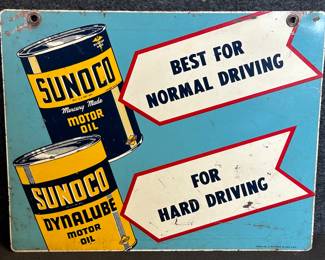 SUNOCO
Mercury Made
MOTOR
OIL
BEST FOR
NORMAL DRIVING
SUNOCO
DYNALUBE
MOTOR
OIL
FOR
HARD DRIVING